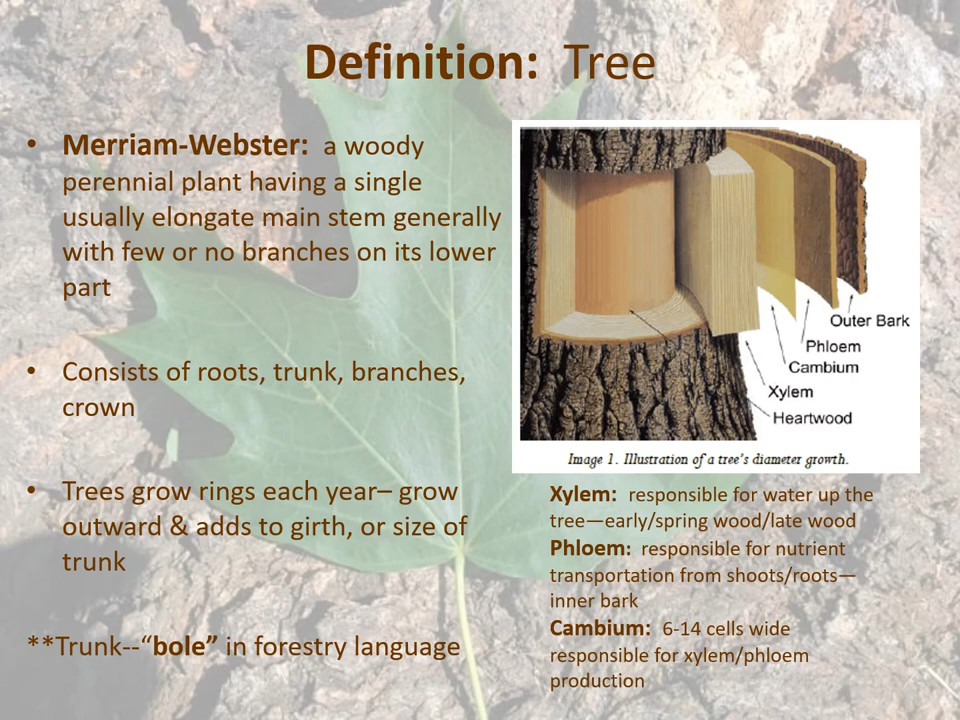 Definition: Tree
• Merriam-Webster: a woody
perennial plant having a single
usually elongate main stem generally
with few or no branches on its lower
part
• Consists of roots, trunk, branches,
crown
• Trees grow rings each year– grow
outward & adds to girth, or size of
trunk
**Trunk--“bole” in forestry language
Outer Bark
Phloem
Cambium
Xylem
Heartwood
Image 1. Illustration of a tree's diameter growth.
Xylem: responsible for water up the
tree—early/spring wood/late wood
Phloem: responsible for nutrient
transportation from shoots/roots—
inner bark
Cambium: 6-14 cells wide
responsible for xylem/phloem
production